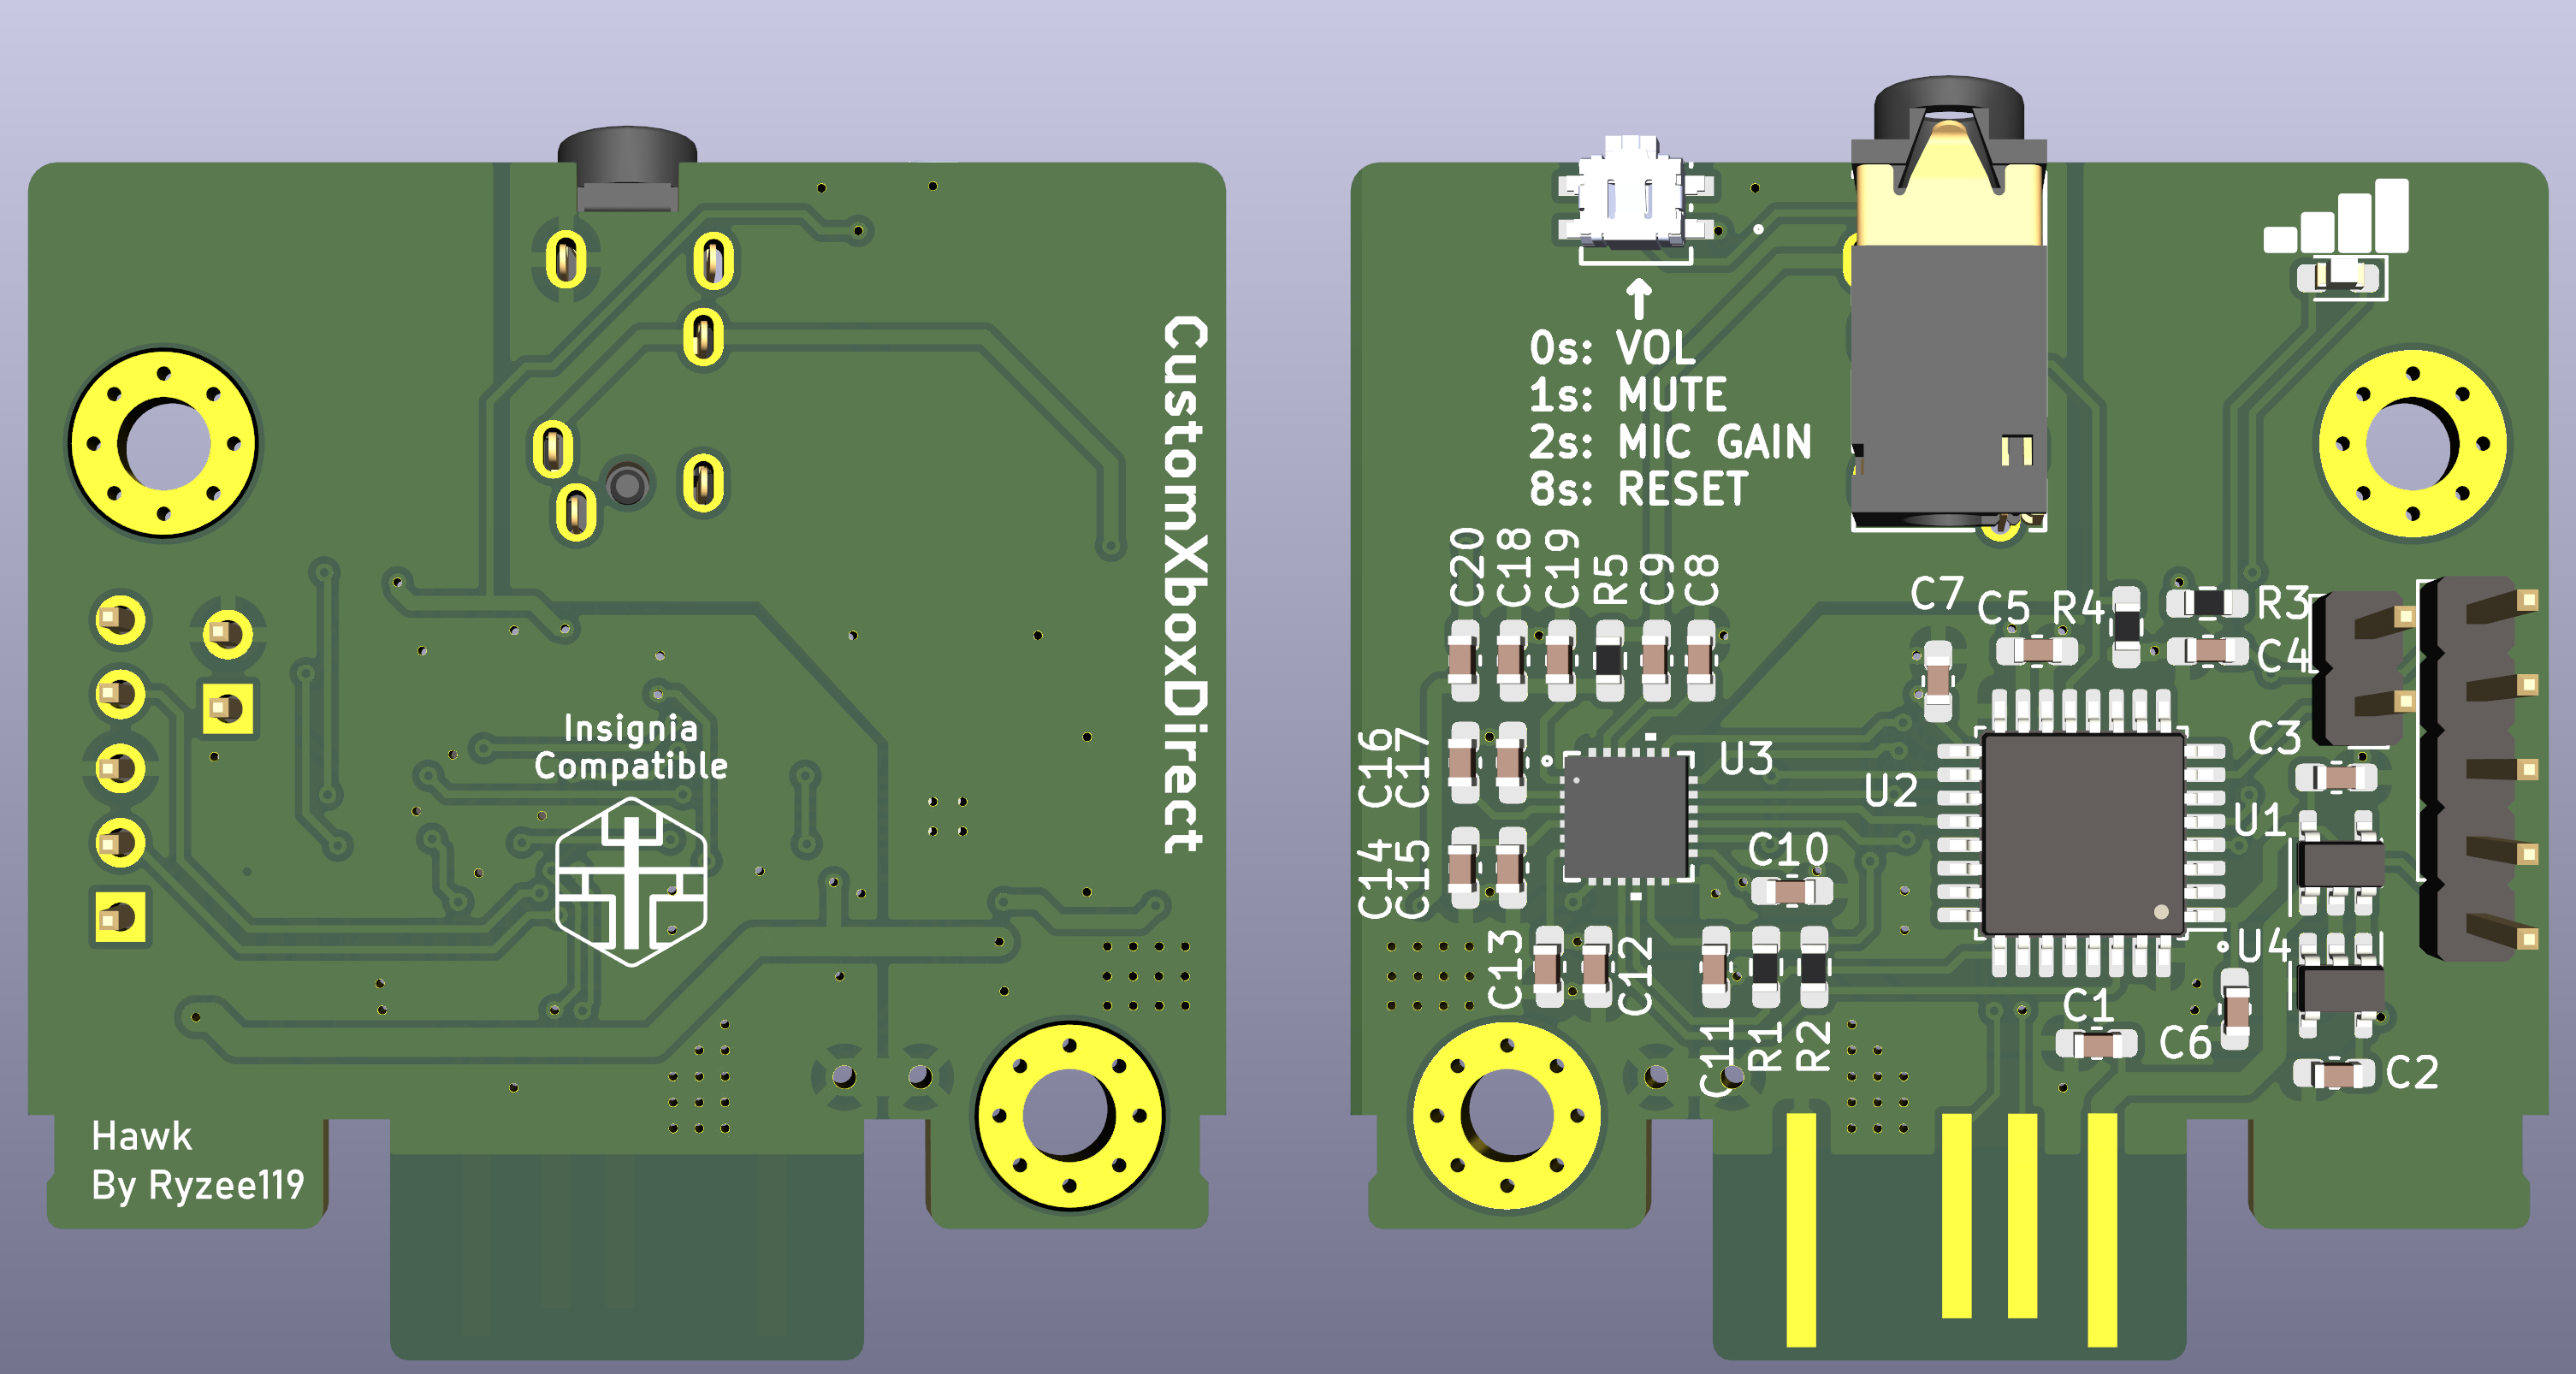 CustomXboxDirect
Insignia
Compatible
Hawk
By Ryzee119
0s: VOL
1s: MUTE
2s: MIC GAIN
8s: RESET
C20 C18 C19 R5 C9 C8
C7 C5 R4 R3
C4
C16 C17 U3 U2 C3
U1
C14 C15 C10
C13 C12 U4
C11 R1 R2 C1 C6 C2